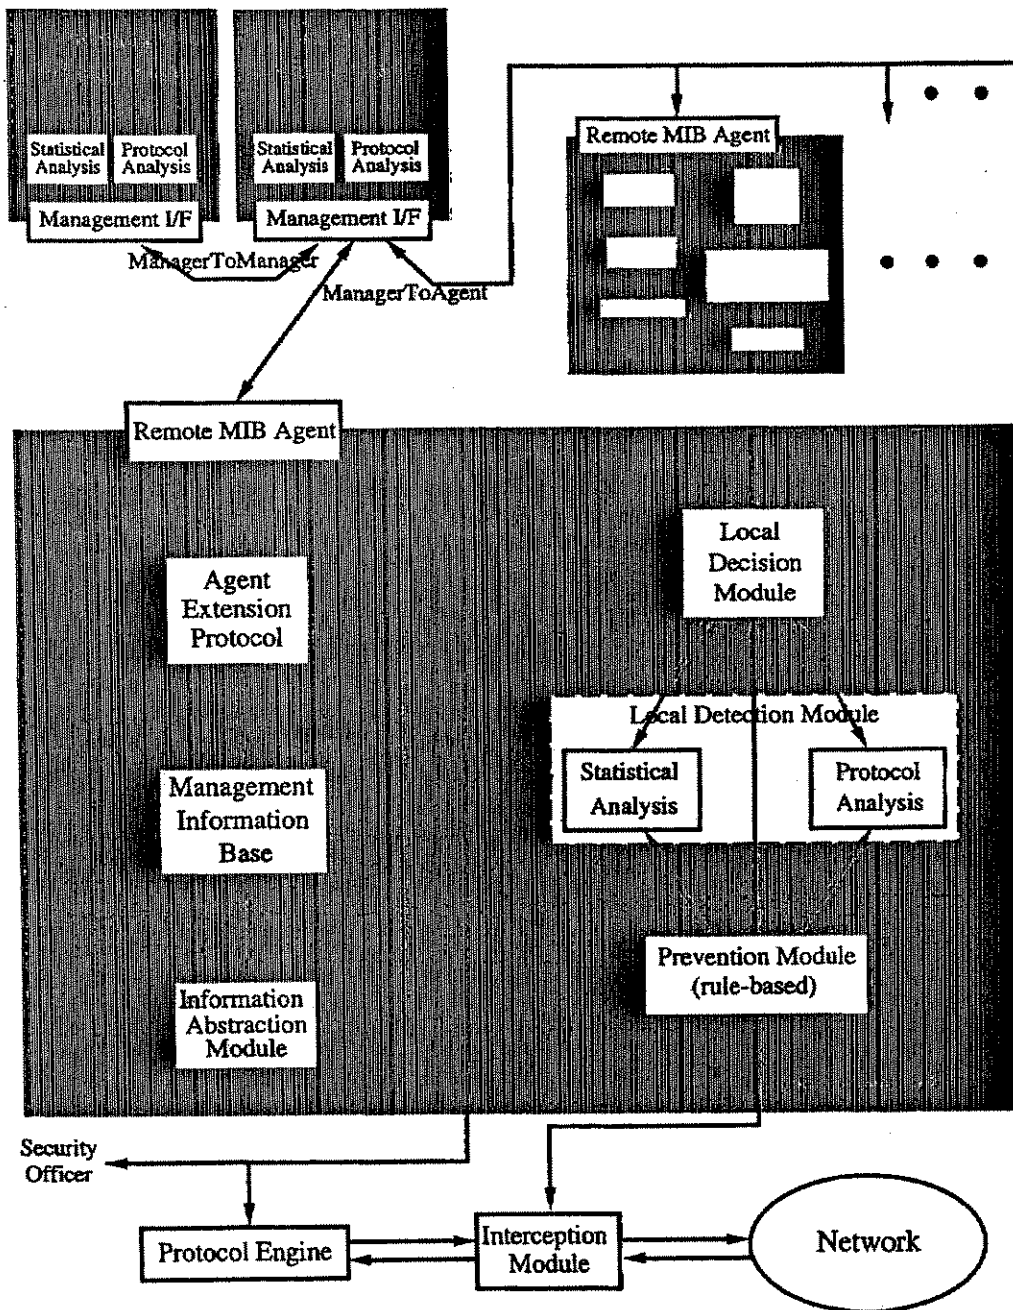 Statistical
Analysis
Protocol
Analysis
Management I/F
Statistical
Analysis
Protocol
Analysis
Management I/F
Remote MIB Agent
ManagerToManager
ManagerToAgent
Remote MIB Agent
Agent
Extension
Protocol
Local
Decision
Module
Local Detection Module
Statistical
Analysis
Protocol
Analysis
Management
Information
Base
Prevention Module
(rule-based)
Information
Abstraction
Module
Security
Officer
Protocol Engine
Interception
Module
Network